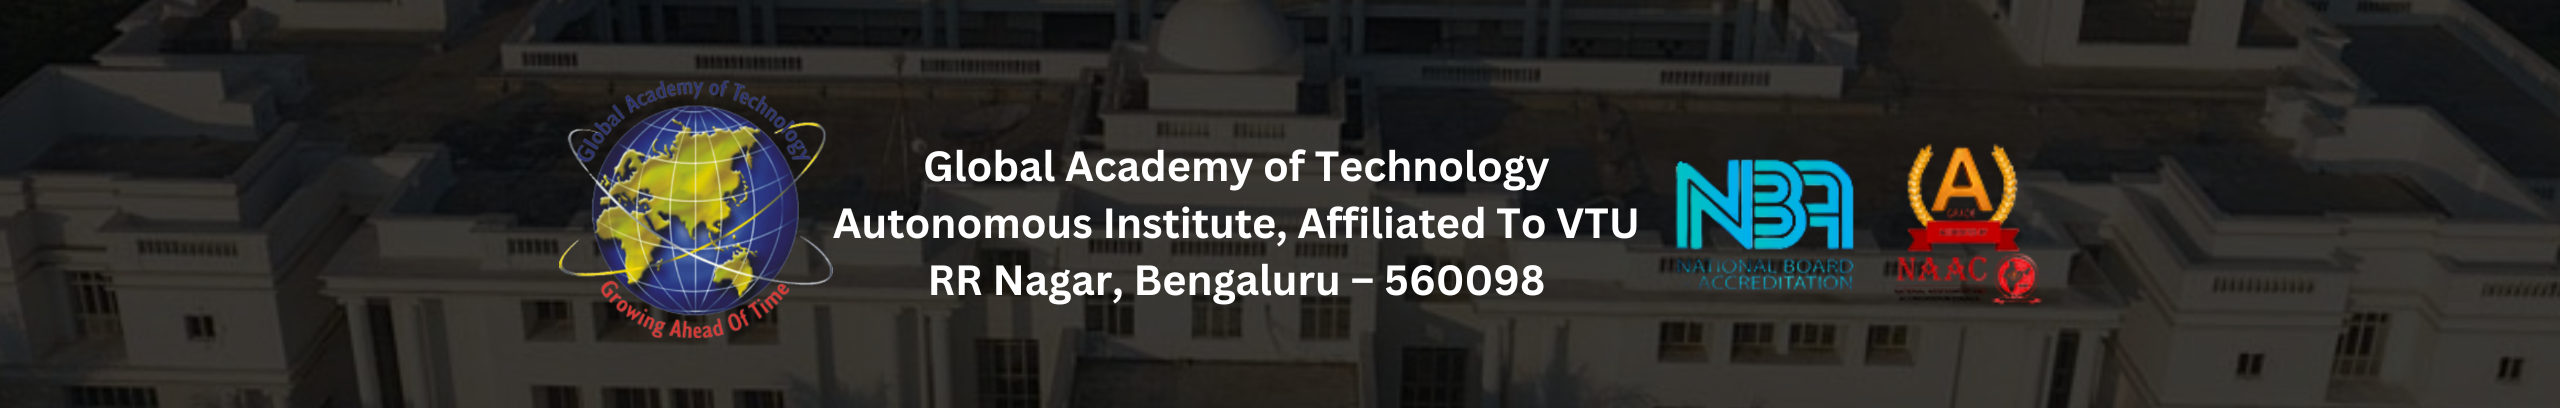 Global Academy of Technology
Growing Ahead Of Time
Global Academy of Technology
Autonomous Institute, Affiliated To VTU
RR Nagar, Bengaluru – 560098
NBA
NATIONAL BOARD
ACCREDITATION
A
GRADE
NAAC